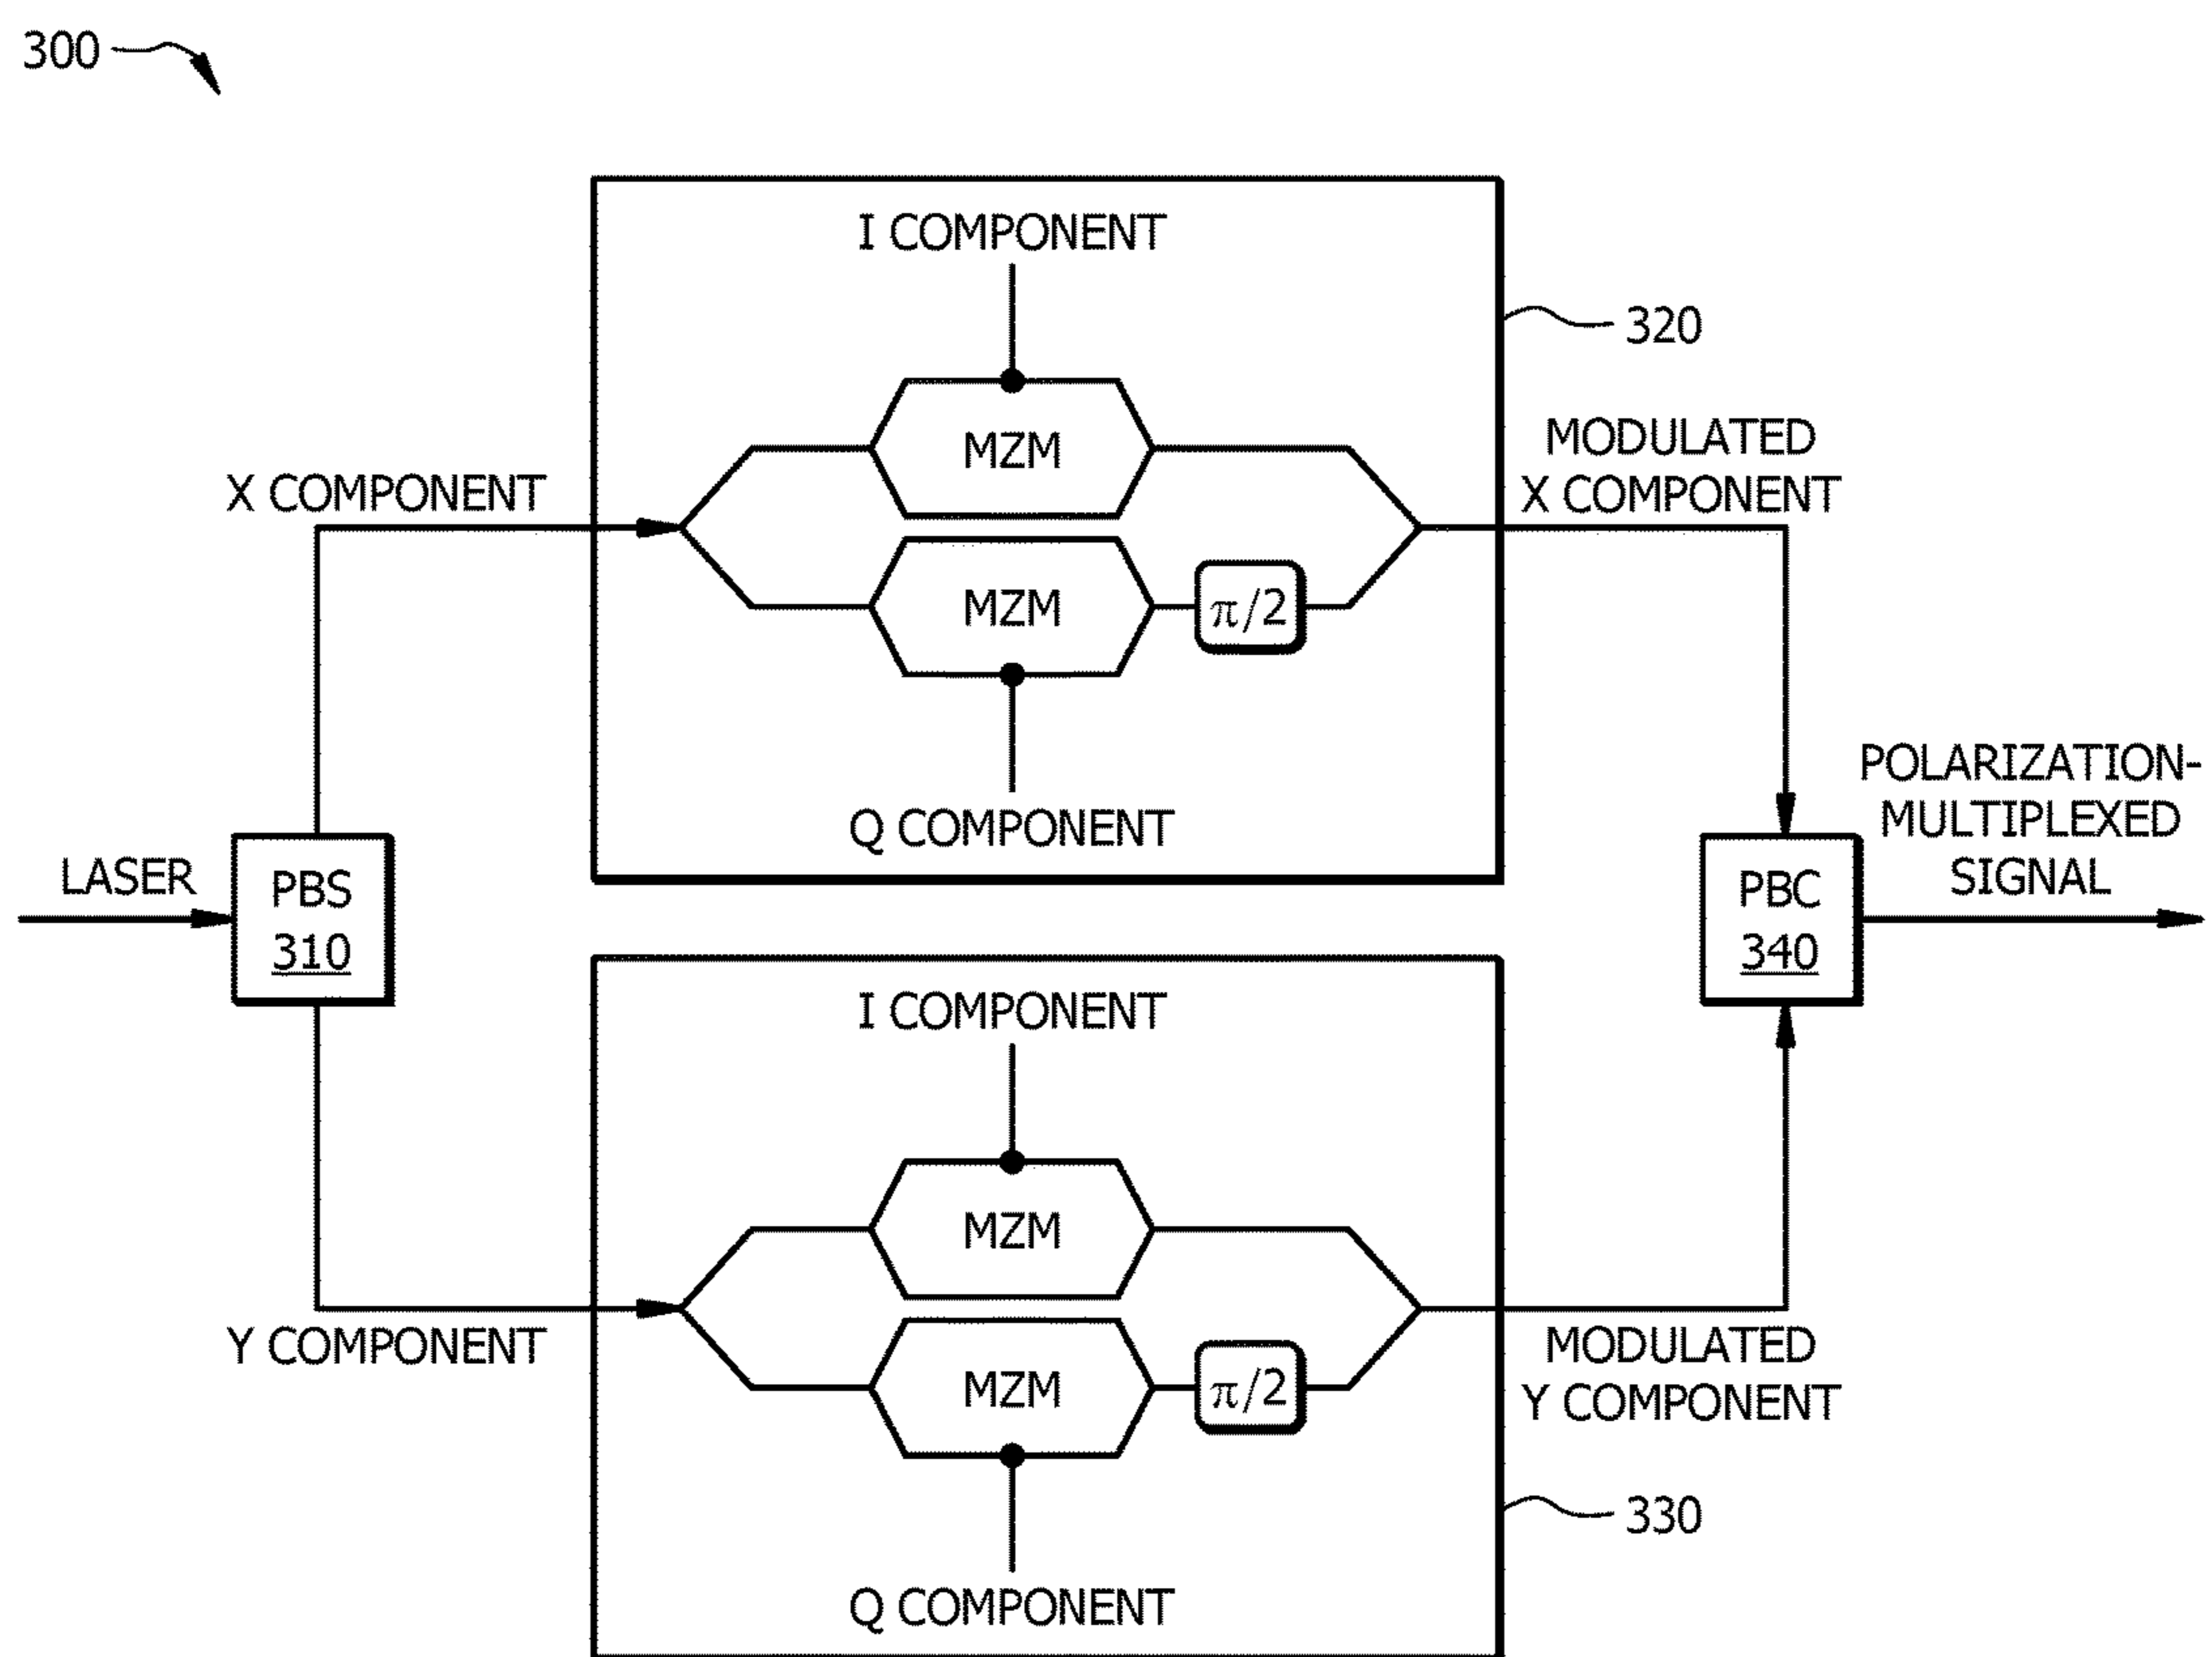 300
I COMPONENT
320
MZM
MODULATED
X COMPONENT
X COMPONENT
MZM
π/2
Q COMPONENT
LASER
PBS
310
POLARIZATION-
MULTIPLEXED
SIGNAL
PBC
340
I COMPONENT
MZM
Y COMPONENT
MODULATED
Y COMPONENT
MZM
π/2
330
Q COMPONENT